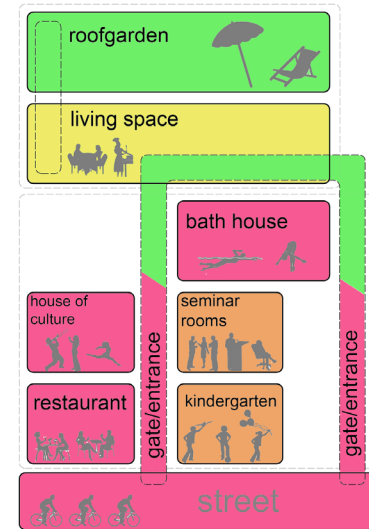 roofgarden
living space
bath house
house of
culture
seminar
rooms
restaurant
kindergarten
gate/entrance
gate/entrance
street